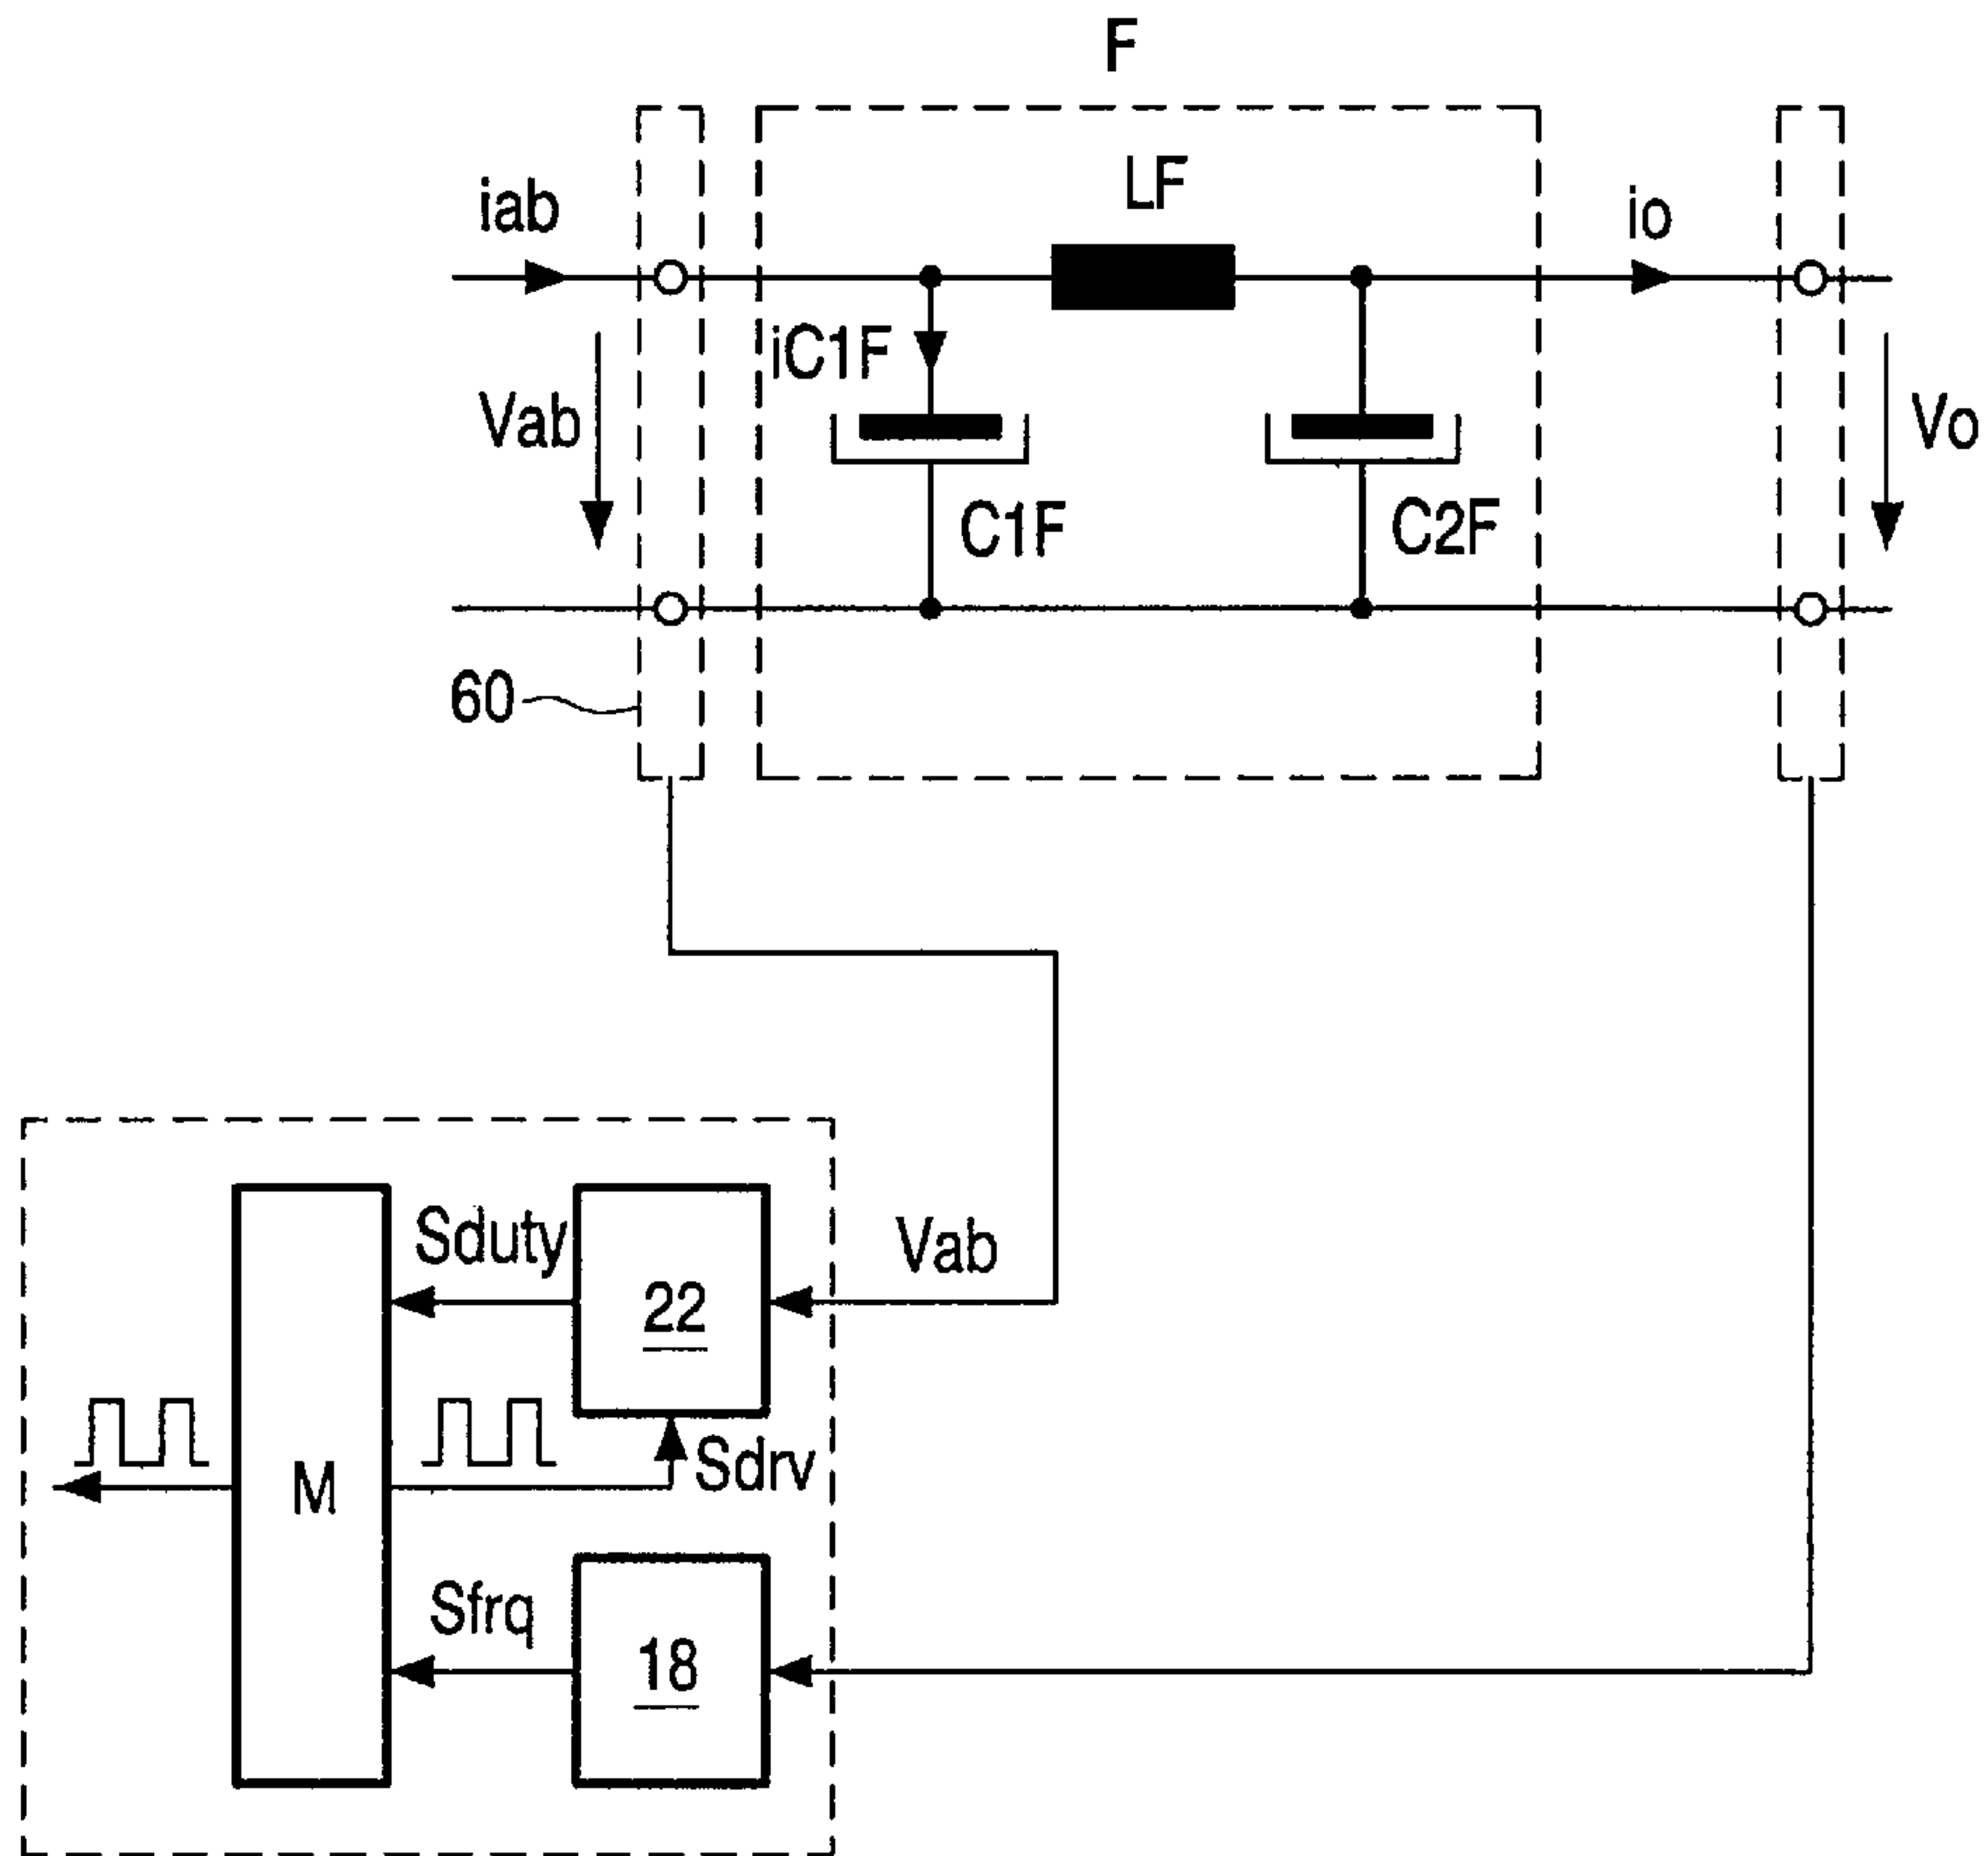 F
LF
iab
io
iC1F
Vab
Vo
C1F
C2F
60
Sduty
22
Vab
Sdrv
M
Sfrq
18